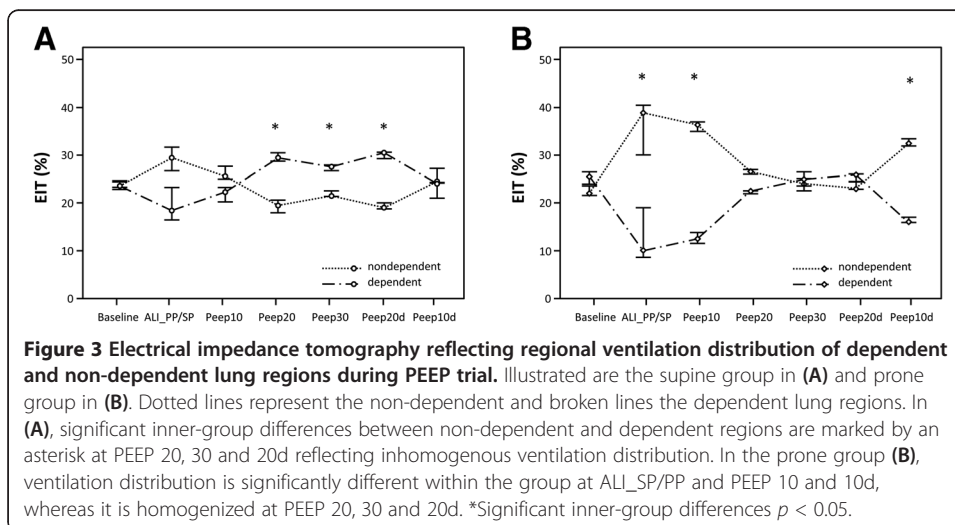 A
B
50
40
30
20
10
0
EIT (%)
* * *
nondependent
dependent
Baseline ALI_PP/SP Peep10 Peep20 Peep30 Peep20d Peep10d
50
40
30
20
10
0
EIT (%)
* * *
nondependent
dependent
Baseline ALI_PP/SP Peep10 Peep20 Peep30 Peep20d Peep10d
Figure 3 Electrical impedance tomography reflecting regional ventilation distribution of dependent
and non-dependent lung regions during PEEP trial. Illustrated are the supine group in (A) and prone
group in (B). Dotted lines represent the non-dependent and broken lines the dependent lung regions. In
(A), significant inner-group differences between non-dependent and dependent regions are marked by an
asterisk at PEEP 20, 30 and 20d reflecting inhomogenous ventilation distribution. In the prone group (B),
ventilation distribution is significantly different within the group at ALI_SP/PP and PEEP 10 and 10d,
whereas it is homogenized at PEEP 20, 30 and 20d. *Significant inner-group differences p < 0.05.